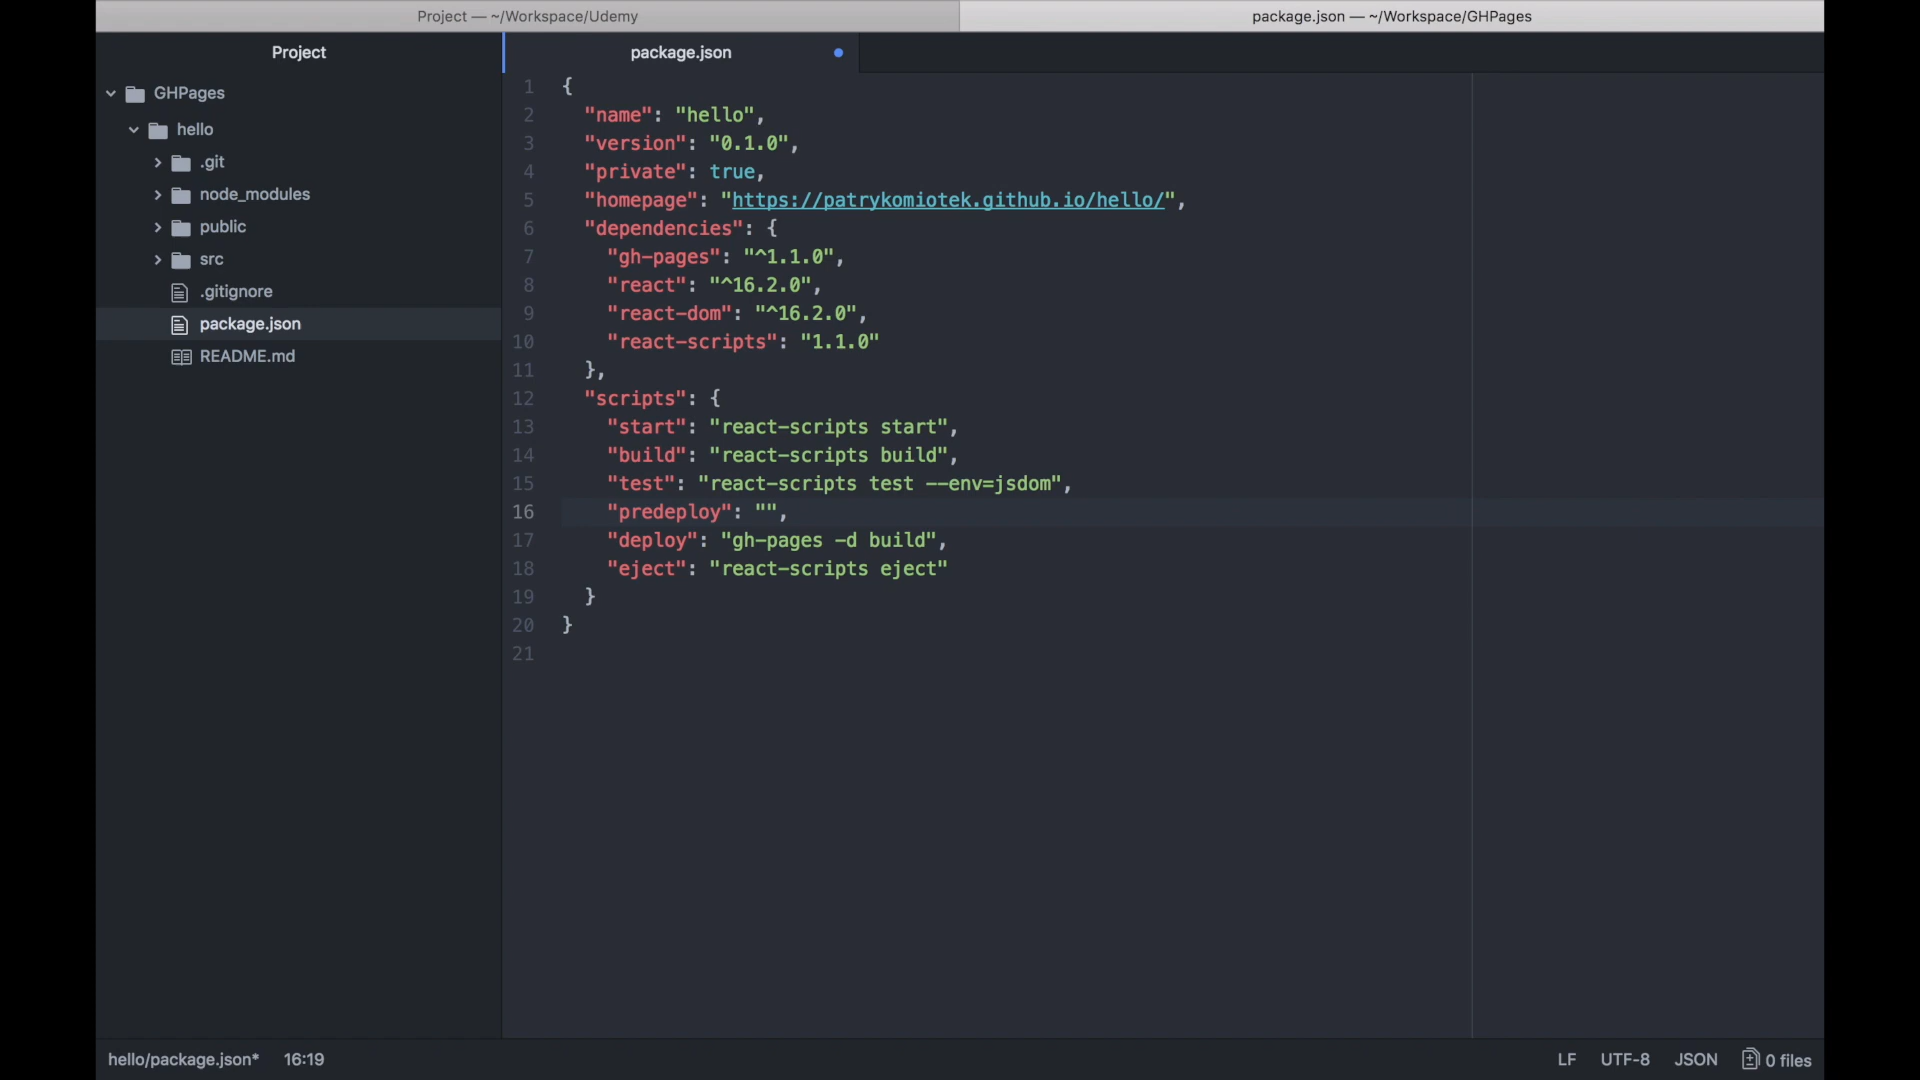 Project — ~/Workspace/Udemy
package.json — ~/Workspace/GHPages
Project
package.json
GHPages
hello
.git
node_modules
public
src
.gitignore
package.json
README.md
1 {
2 "name": "hello",
3 "version": "0.1.0",
4 "private": true,
5 "homepage": "https://patrykomiotek.github.io/hello/",
6 "dependencies": {
7 "gh-pages": "^1.1.0",
8 "react": "^16.2.0",
9 "react-dom": "^16.2.0",
10 "react-scripts": "1.1.0"
11 },
12 "scripts": {
13 "start": "react-scripts start",
14 "build": "react-scripts build",
15 "test": "react-scripts test --env=jsdom",
16 "predeploy": "",
17 "deploy": "gh-pages -d build",
18 "eject": "react-scripts eject"
19 }
20 }
21
hello/package.json* 16:19
LF UTF-8 JSON 0 files